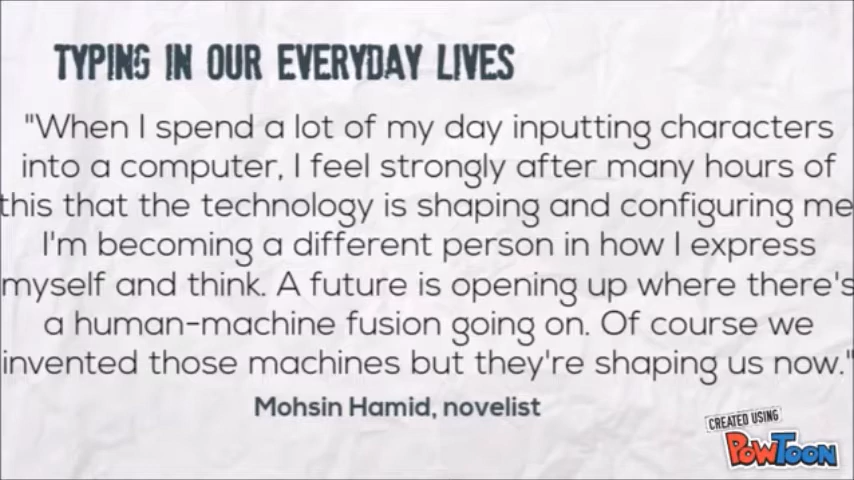 TYPING IN OUR EVERYDAY LIVES
"When I spend a lot of my day inputting characters
into a computer, I feel strongly after many hours of
this that the technology is shaping and configuring me
I'm becoming a different person in how I express
myself and think. A future is opening up where there's
a human-machine fusion going on. Of course we
invented those machines but they're shaping us now."
Mohsin Hamid, novelist
CREATED USING
POWTOON